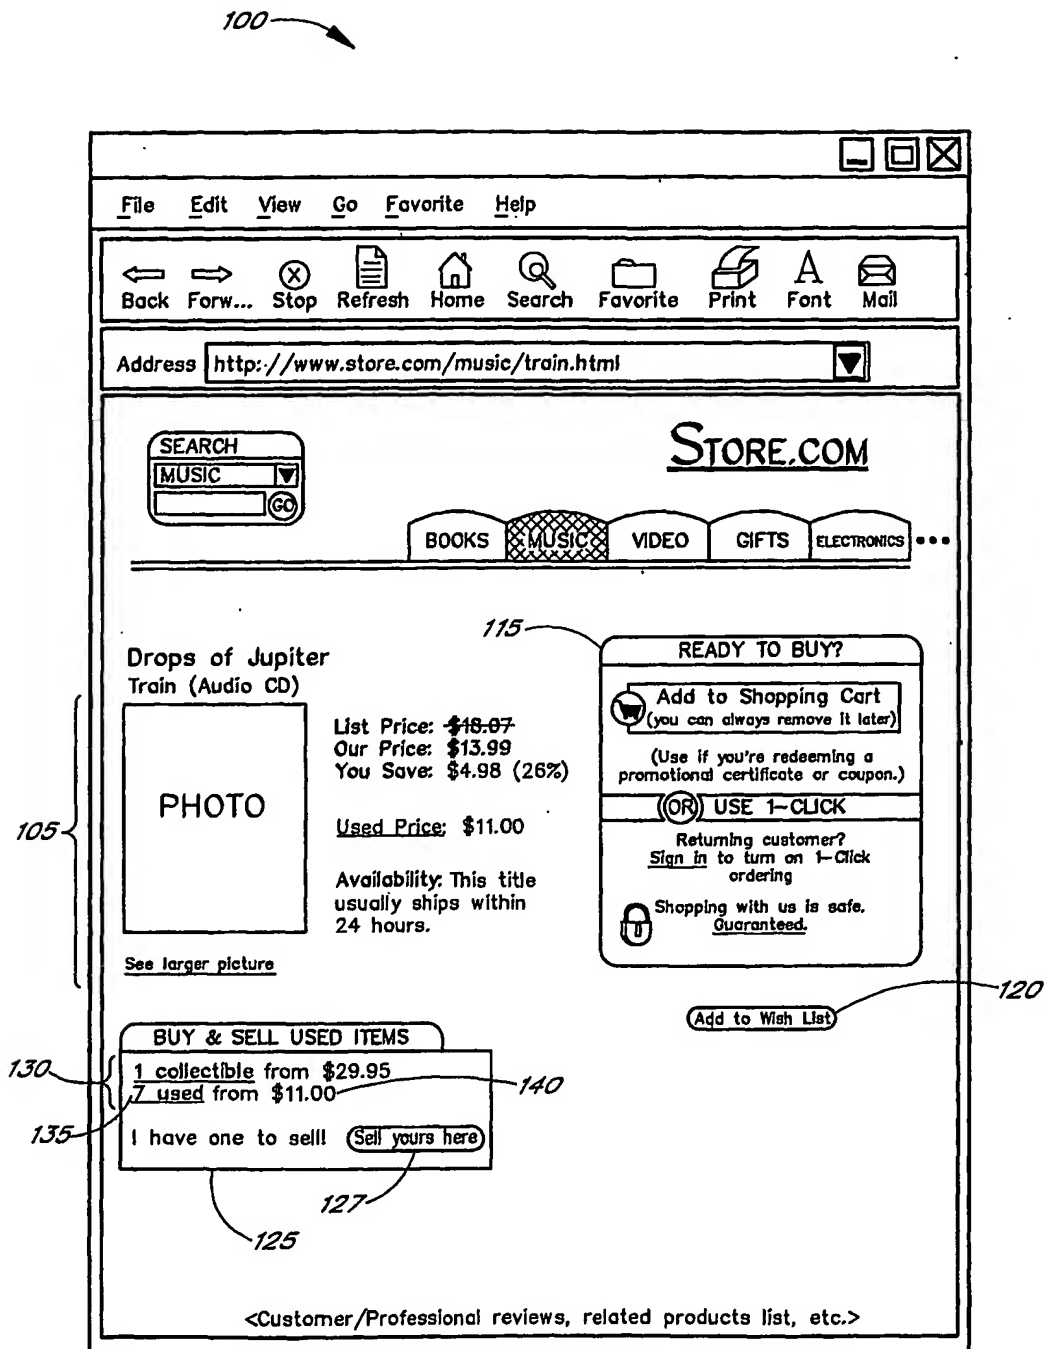 100
File Edit View Go Favorite Help
Back Forw... Stop Refresh Home Search Favorite Print Font Mail
Address http://www.store.com/music/train.html
SEARCH
MUSIC
GO
STORE.COM
BOOKS MUSIC VIDEO GIFTS ELECTRONICS •••
Drops of Jupiter
Train (Audio CD)
105
PHOTO
See larger picture
List Price: $18.07
Our Price: $13.99
You Save: $4.98 (26%)
Used Price: $11.00
Availability: This title
usually ships within
24 hours.
115
READY TO BUY?
Add to Shopping Cart
(you can always remove it later)
(Use if you're redeeming a
promotional certificate or coupon.)
OR USE 1-CLICK
Returning customer?
Sign in to turn on 1-Click
ordering
Shopping with us is safe.
Guaranteed.
120
Add to Wish List
BUY & SELL USED ITEMS
130
1 collectible from $29.95
7 used from $11.00
140
135
I have one to sell! Sell yours here
127
125
<Customer/Professional reviews, related products list, etc.>